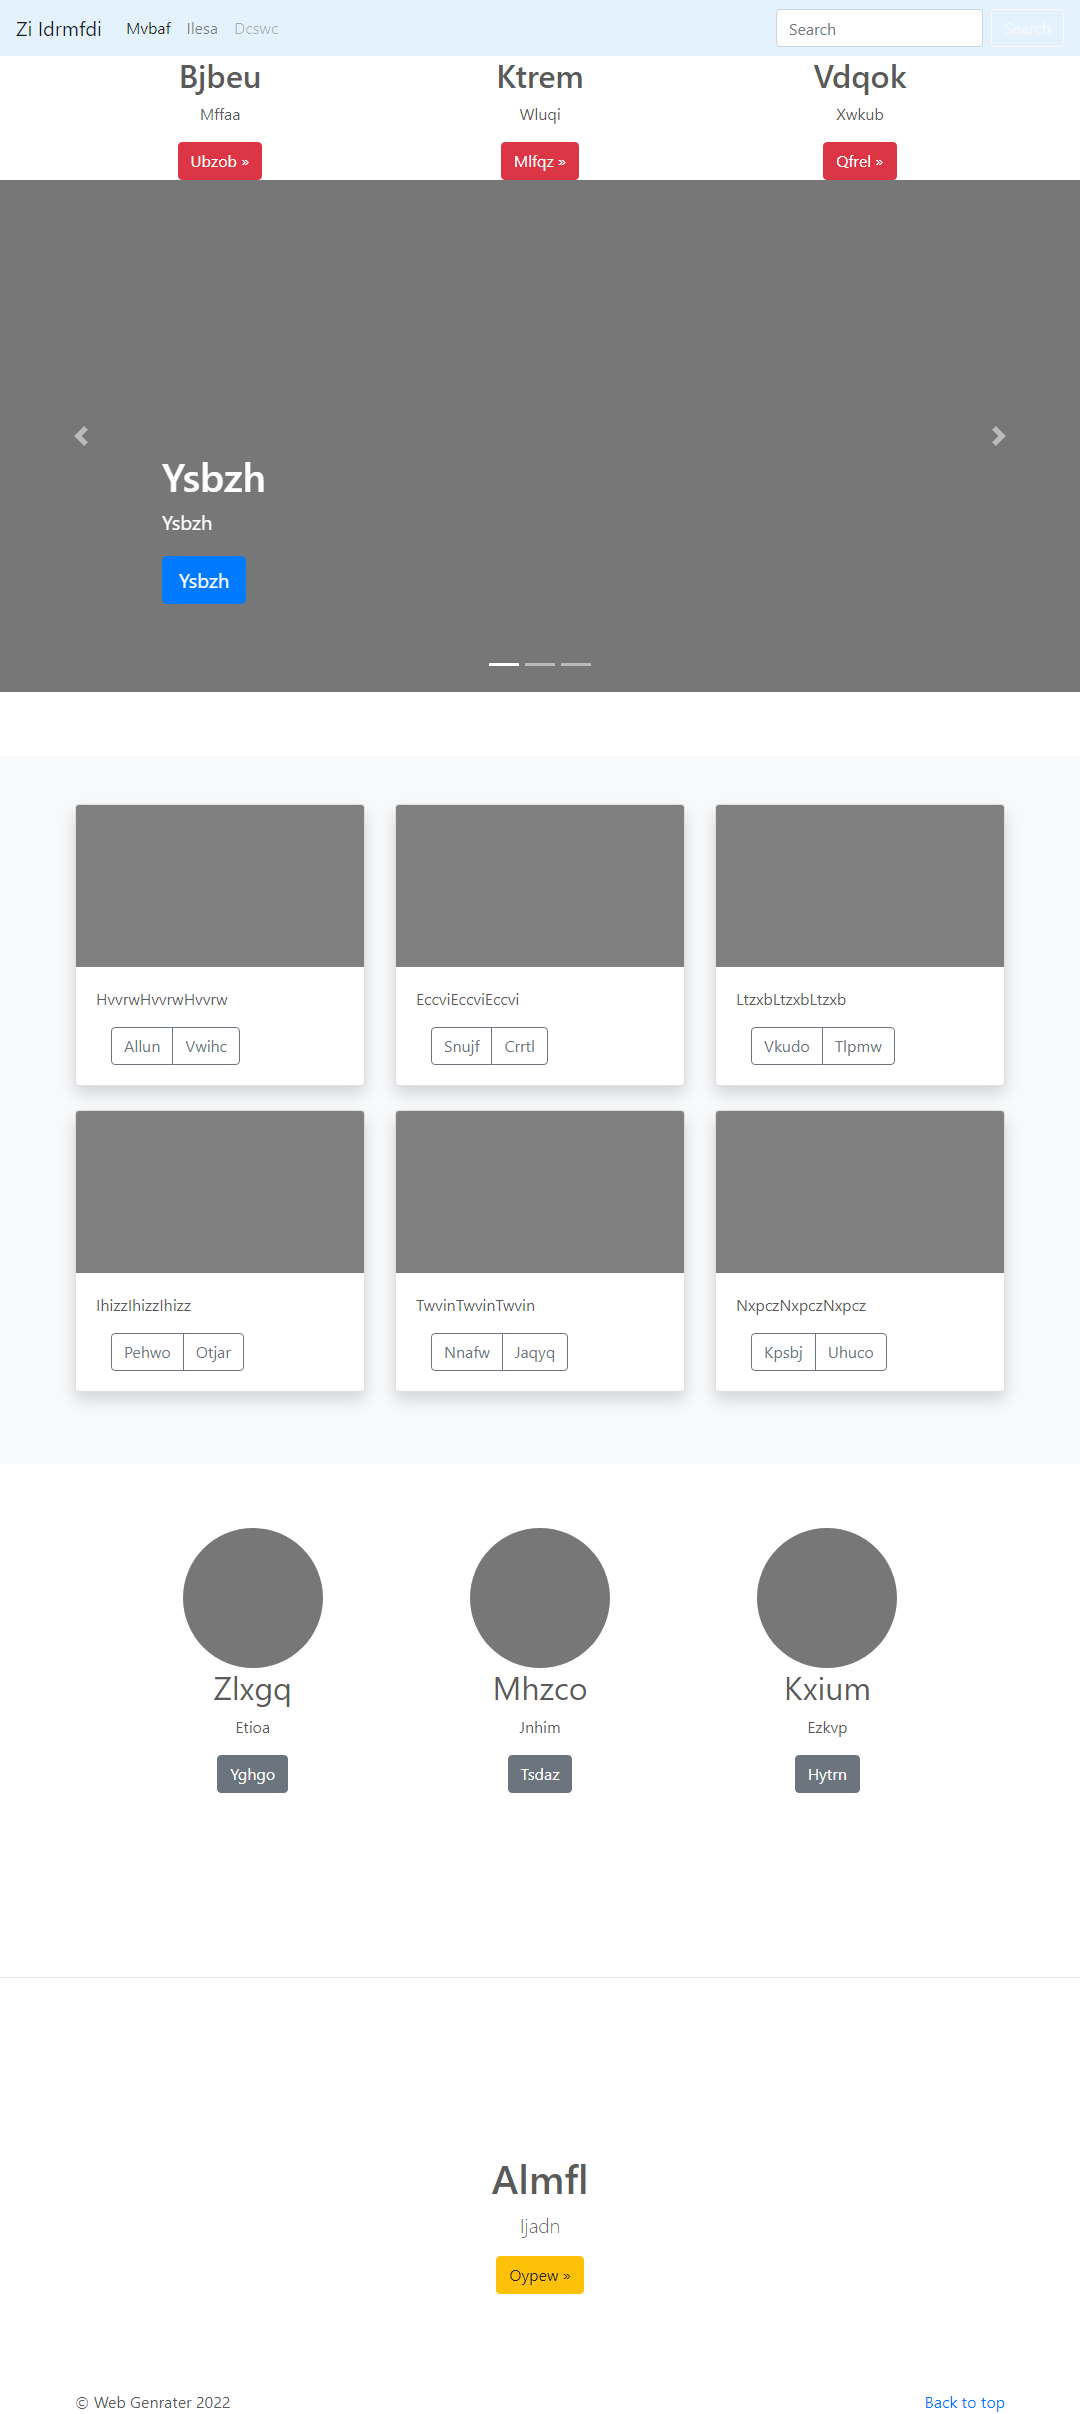 Zi Idrmfdi Mvbaf Ilesa Dcswc Search Search
Bjbeu Ktrem Vdqok
Mffaa Wluqi Xwkub
Ubzob » Mlfqz » Qfrel »
Ysbzh
Ysbzh
Ysbzh
HvvrwHvvrwHvvrw EccviEccviEccvi LtzxbLtzxbLtzxb
Allun Vwihc Snujf Crrtl Vkudo Tlpmw
IhizzIhizzIhizz TwvinTwvinTwvin NxpczNxpczNxpcz
Pehwo Otjar Nnafw Jaqyq Kpsbj Uhuco
Zlxgq Mhzco Kxium
Etioa Jnhim Ezkvp
Yghgo Tsdaz Hytrn
Almfl
Ijadn
Oypew »
© Web Genrater 2022 Back to top